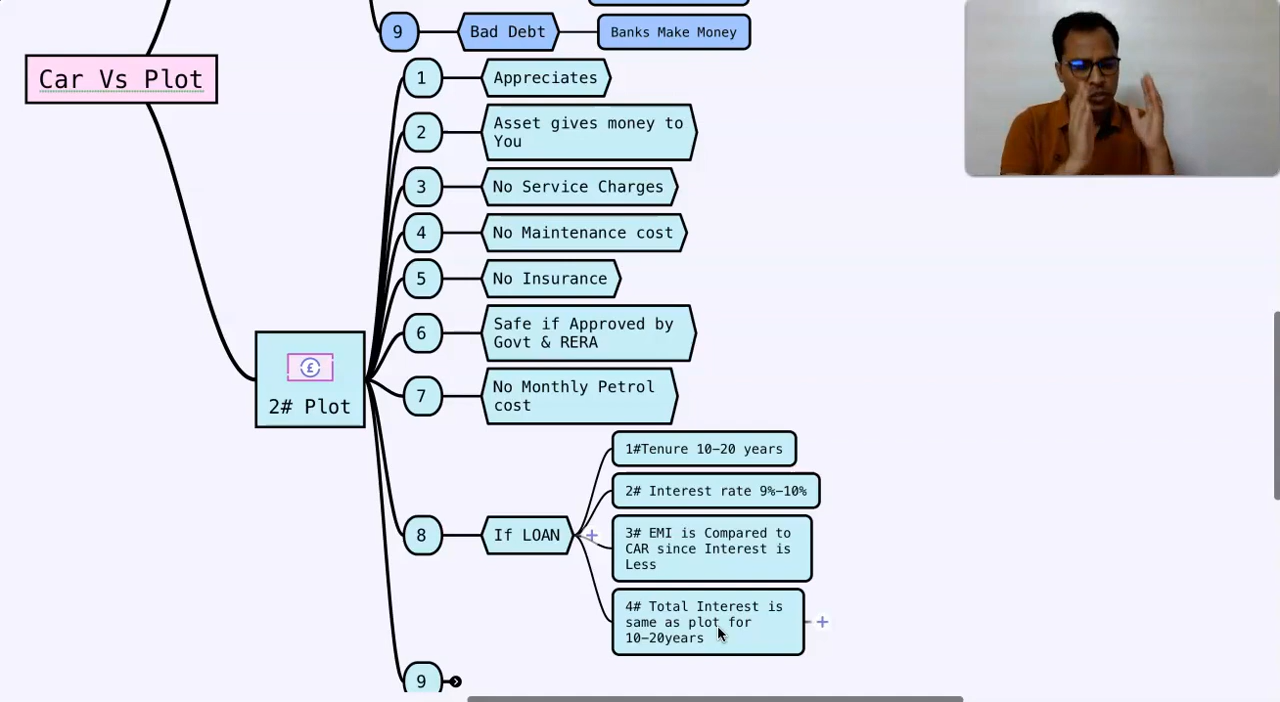 Car Vs Plot
9
Bad Debt
Banks Make Money
1
Appreciates
2
Asset gives money to
You
3
No Service Charges
4
No Maintenance cost
5
No Insurance
6
Safe if Approved by
Govt & RERA
7
No Monthly Petrol
cost
£
2# Plot
8
If LOAN
1#Tenure 10-20 years
2# Interest rate 9%-10%
3# EMI is Compared to
CAR since Interest is
Less
4# Total Interest is
same as plot for
10-20years
9